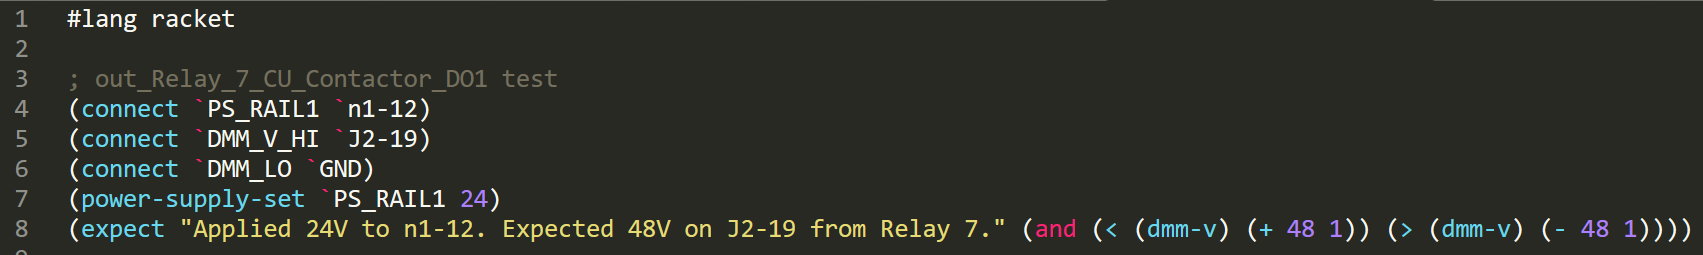 1 #lang racket
2
3 ; out_Relay_7_CU_Contactor_DO1 test
4 (connect `PS_RAIL1 `n1-12)
5 (connect `DMM_V_HI `J2-19)
6 (connect `DMM_LO `GND)
7 (power-supply-set `PS_RAIL1 24)
8 (expect "Applied 24V to n1-12. Expected 48V on J2-19 from Relay 7." (and (< (dmm-v) (+ 48 1)) (> (dmm-v) (- 48 1))))